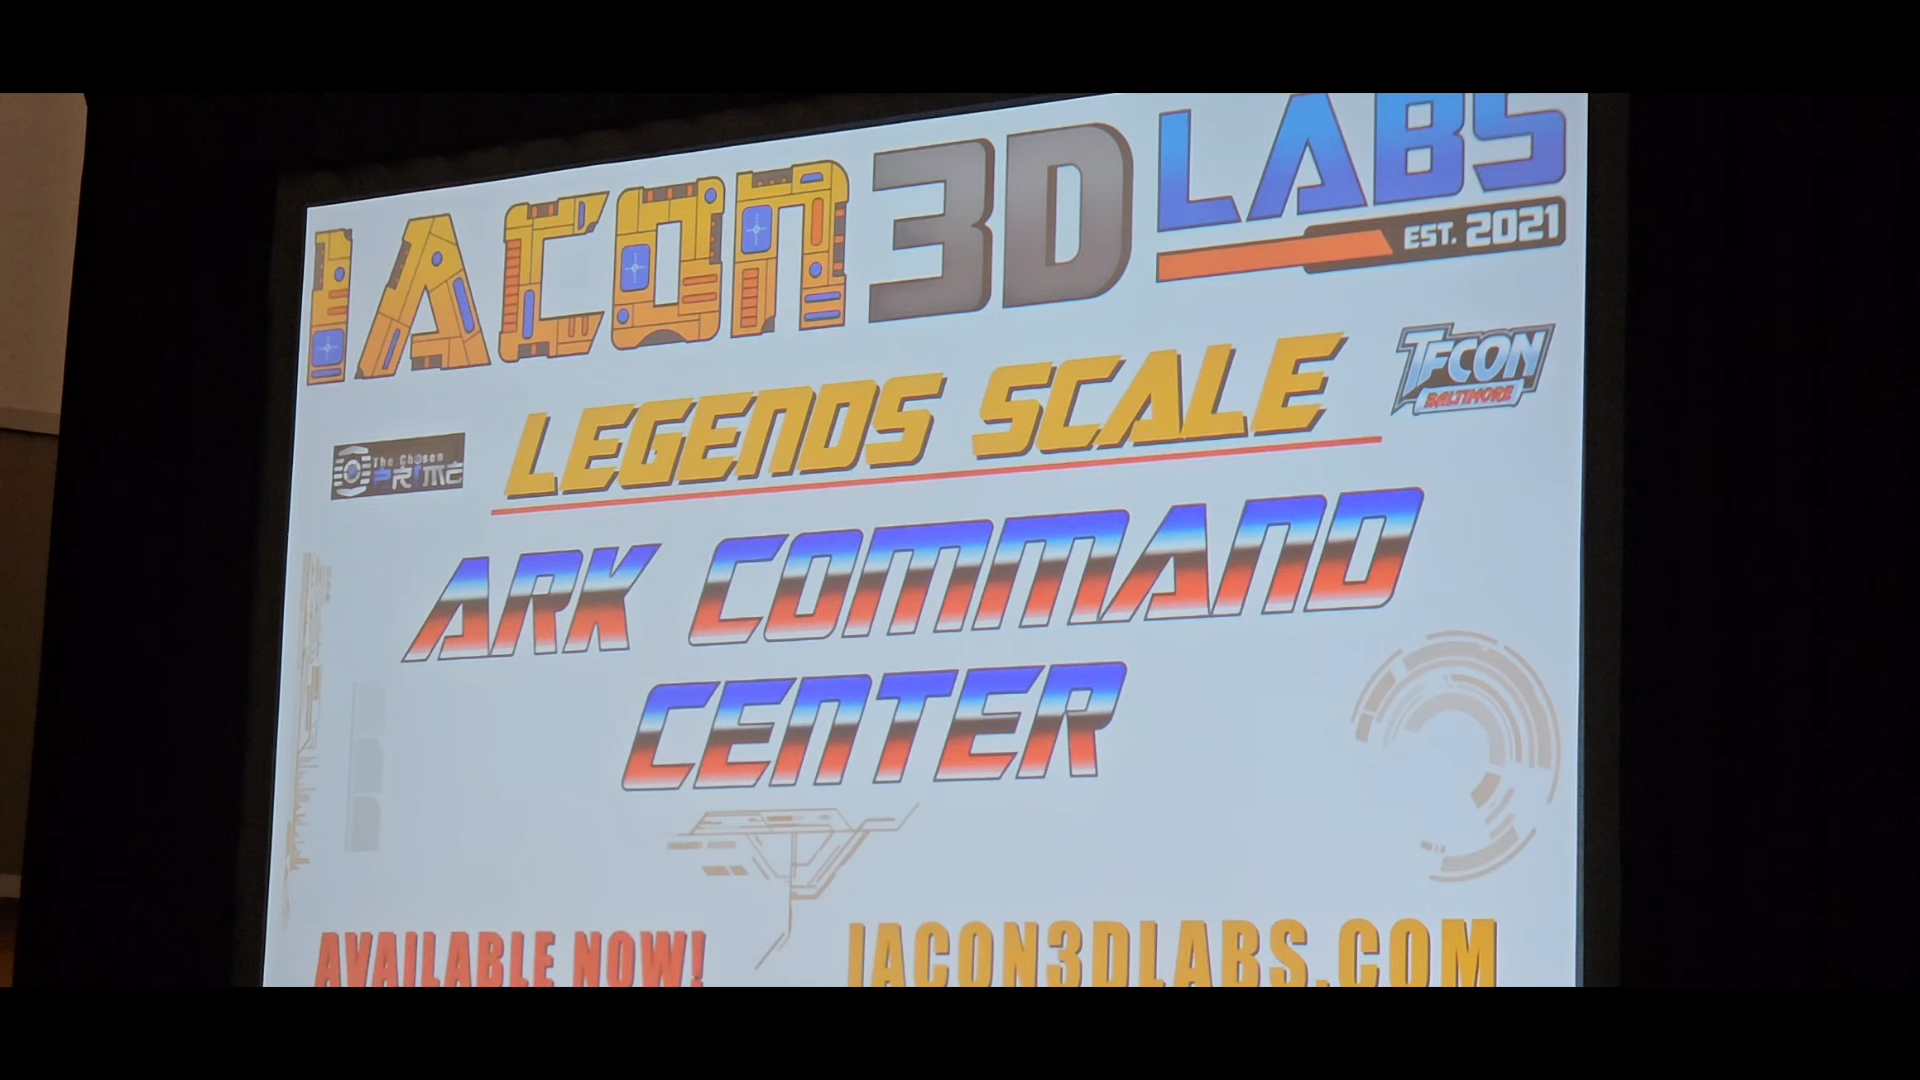 IACON 3D LABS
EST. 2021
TFCON
BALTIMORE
LEGENDS SCALE
The Chosen
PRIME
ARK COMMAND
CENTER
AVAILABLE NOW!
IACON3DLABS.COM